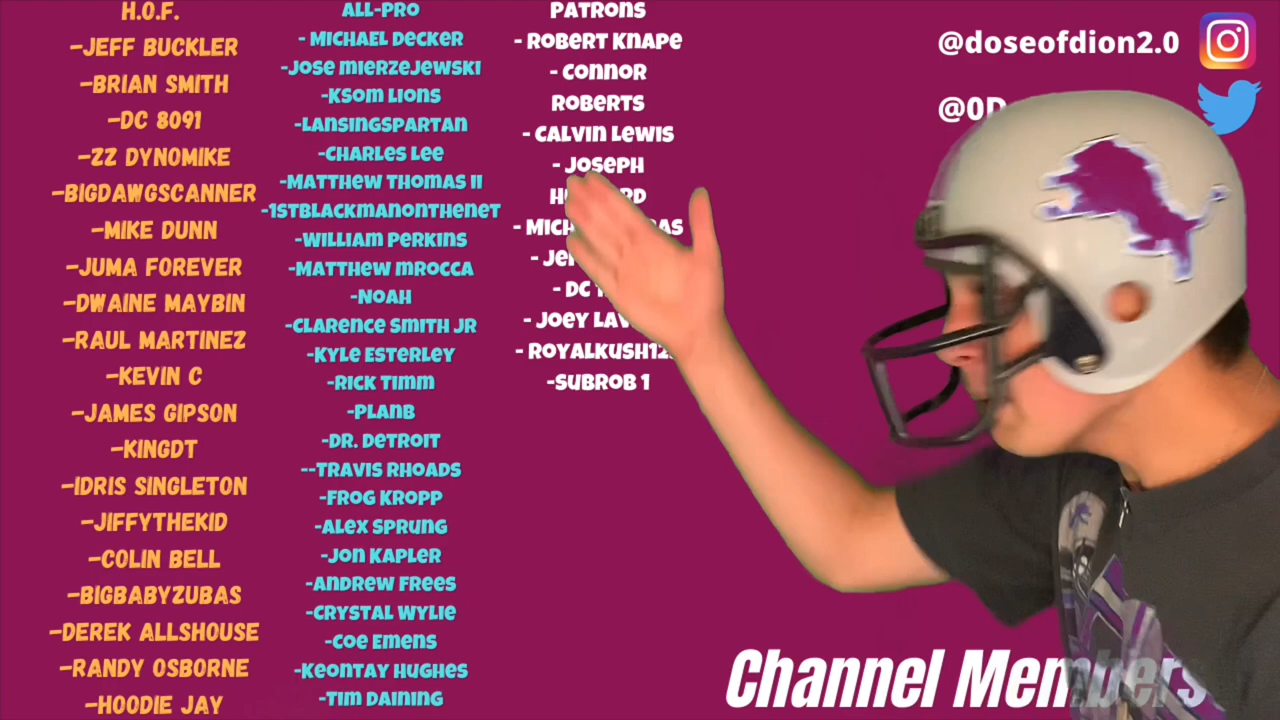 H.O.F.
-JEFF BUCKLER
-BRIAN SMITH
-DC 8091
-ZZ DYNOMIKE
-BIGDAWGSCANNER
-MIKE DUNN
-JUMA FOREVER
-DWAINE MAYBIN
-RAUL MARTINEZ
-KEVIN C
-JAMES GIPSON
-KINGDT
-IDRIS SINGLETON
-JIFFYTHEKID
-COLIN BELL
-BIGBABYZUBAS
-DEREK ALLSHOUSE
-RANDY OSBORNE
-HOODIE JAY
ALL-PRO
- MICHAEL DECKER
-JOSE MIERZEJEWSKI
-KSOM LIONS
-LANSINGSPARTAN
-CHARLES LEE
-MATTHEW THOMAS II
-1STBLACKMANONTHENET
-WILLIAM PERKINS
-MATTHEW MROCCA
-NOAH
-CLARENCE SMITH JR
-KYLE ESTERLEY
-RICK TIMM
-PLANB
-DR. DETROIT
--TRAVIS RHOADS
-FROG KROPP
-ALEX SPRUNG
-JON KAPLER
-ANDREW FREES
-CRYSTAL WYLIE
-COE EMENS
-KEONTAY HUGHES
-TIM DAINING
PATRONS
- ROBERT KNAPE
- CONNOR
ROBERTS
- CALVIN LEWIS
- JOSEPH
- DC
- JOEY
-SUBROB 1
@doseofdion2.0
Channel Members